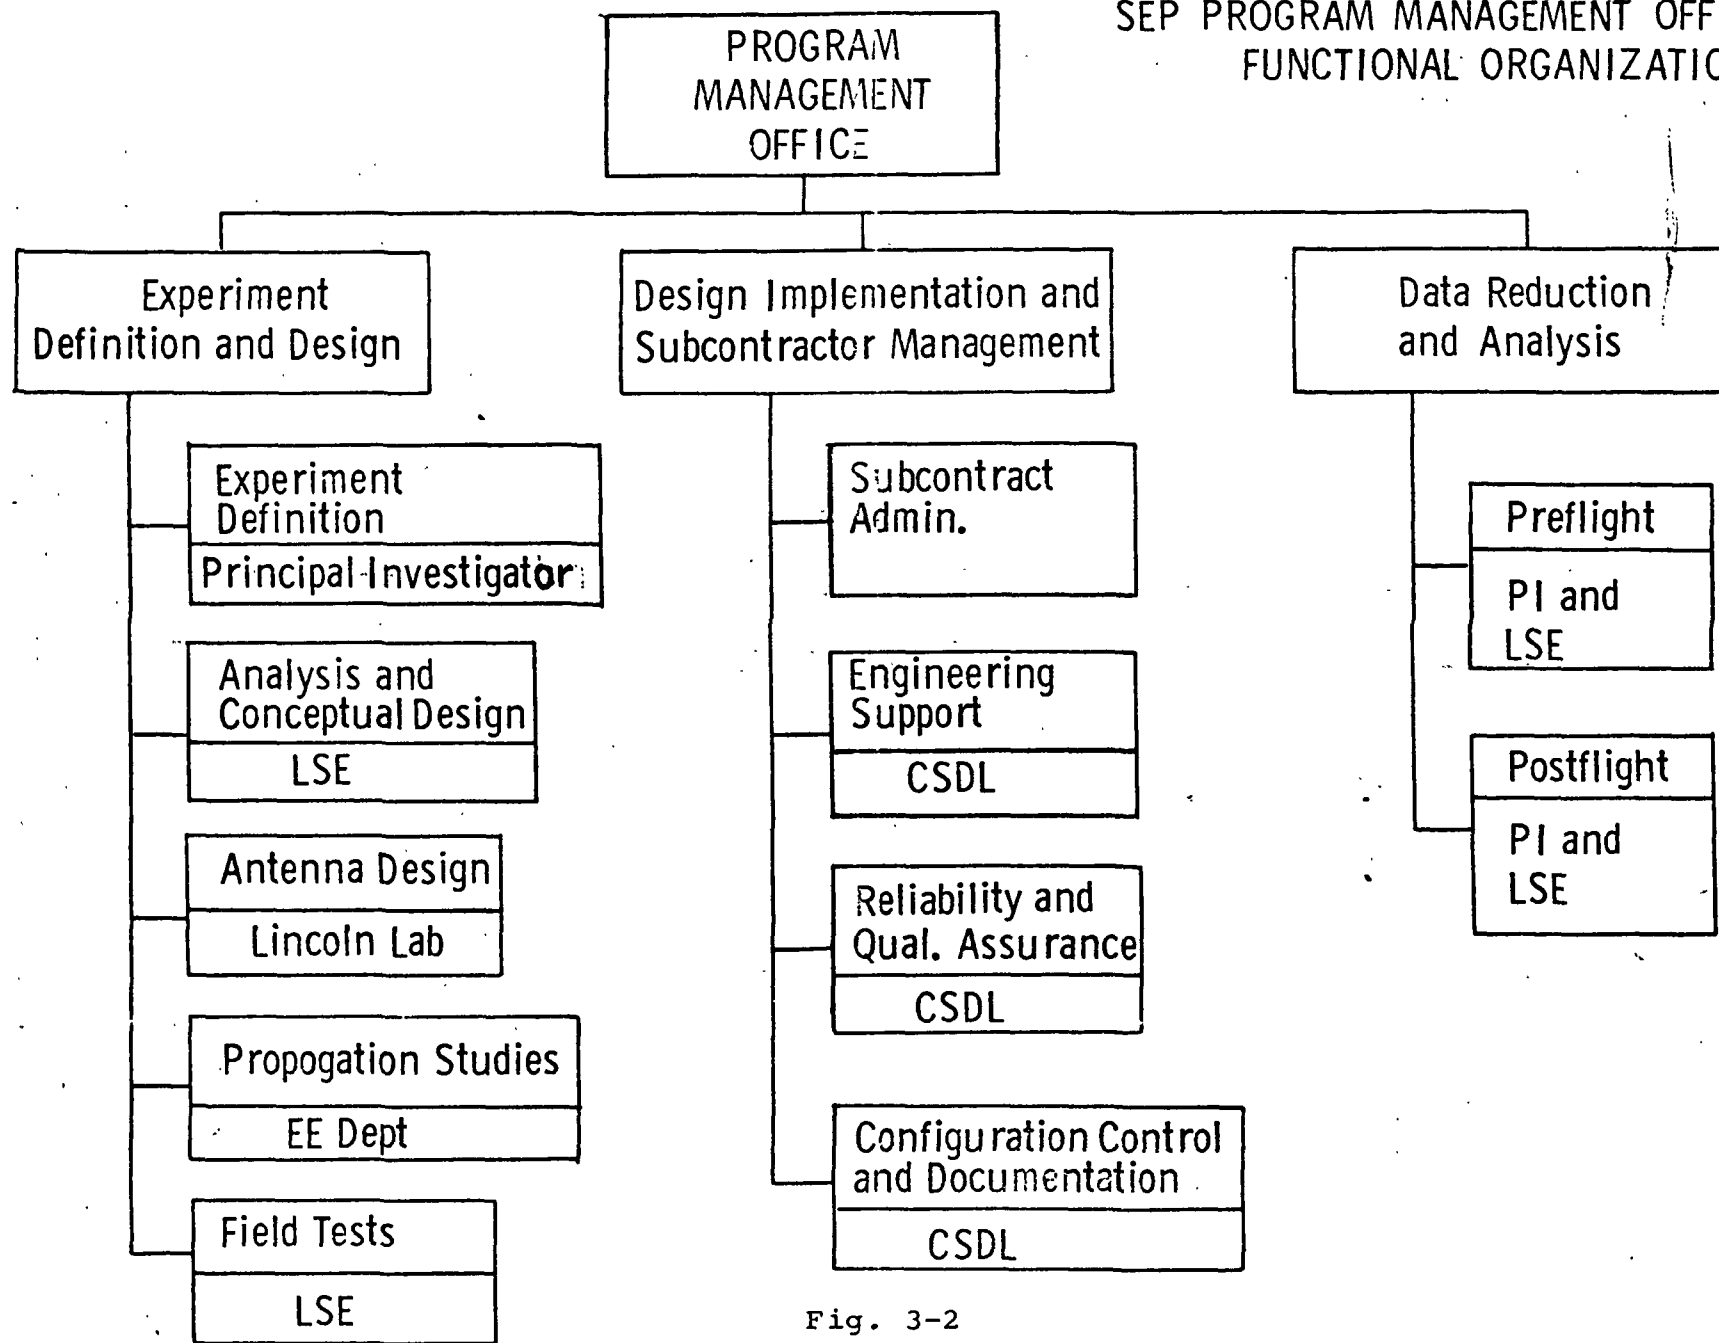 SEP PROGRAM MANAGEMENT OFF
FUNCTIONAL ORGANIZATIO
PROGRAM
MANAGEMENT
OFFICE
Experiment
Definition and Design
Experiment
Definition
Principal Investigator
Analysis and
Conceptual Design
LSE
Antenna Design
Lincoln Lab
Propogation Studies
EE Dept
Field Tests
LSE
Design Implementation and
Subcontractor Management
Subcontract
Admin.
Engineering
Support
CSDL
Reliability and
Qual. Assurance
CSDL
Configuration Control
and Documentation
CSDL
Data Reduction
and Analysis
Preflight
PI and
LSE
Postflight
PI and
LSE
Fig. 3-2